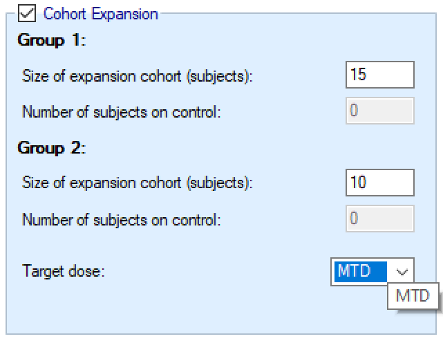 Cohort Expansion
Group 1:
Size of expansion cohort (subjects): 15
Number of subjects on control: 0
Group 2:
Size of expansion cohort (subjects): 10
Number of subjects on control: 0
Target dose: MTD
MTD